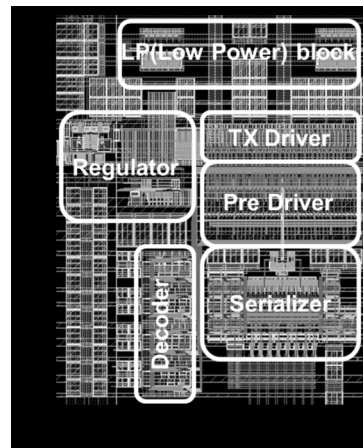 LP(Low Power) block
TX Driver
Regulator
Pre Driver
Decoder
Serializer